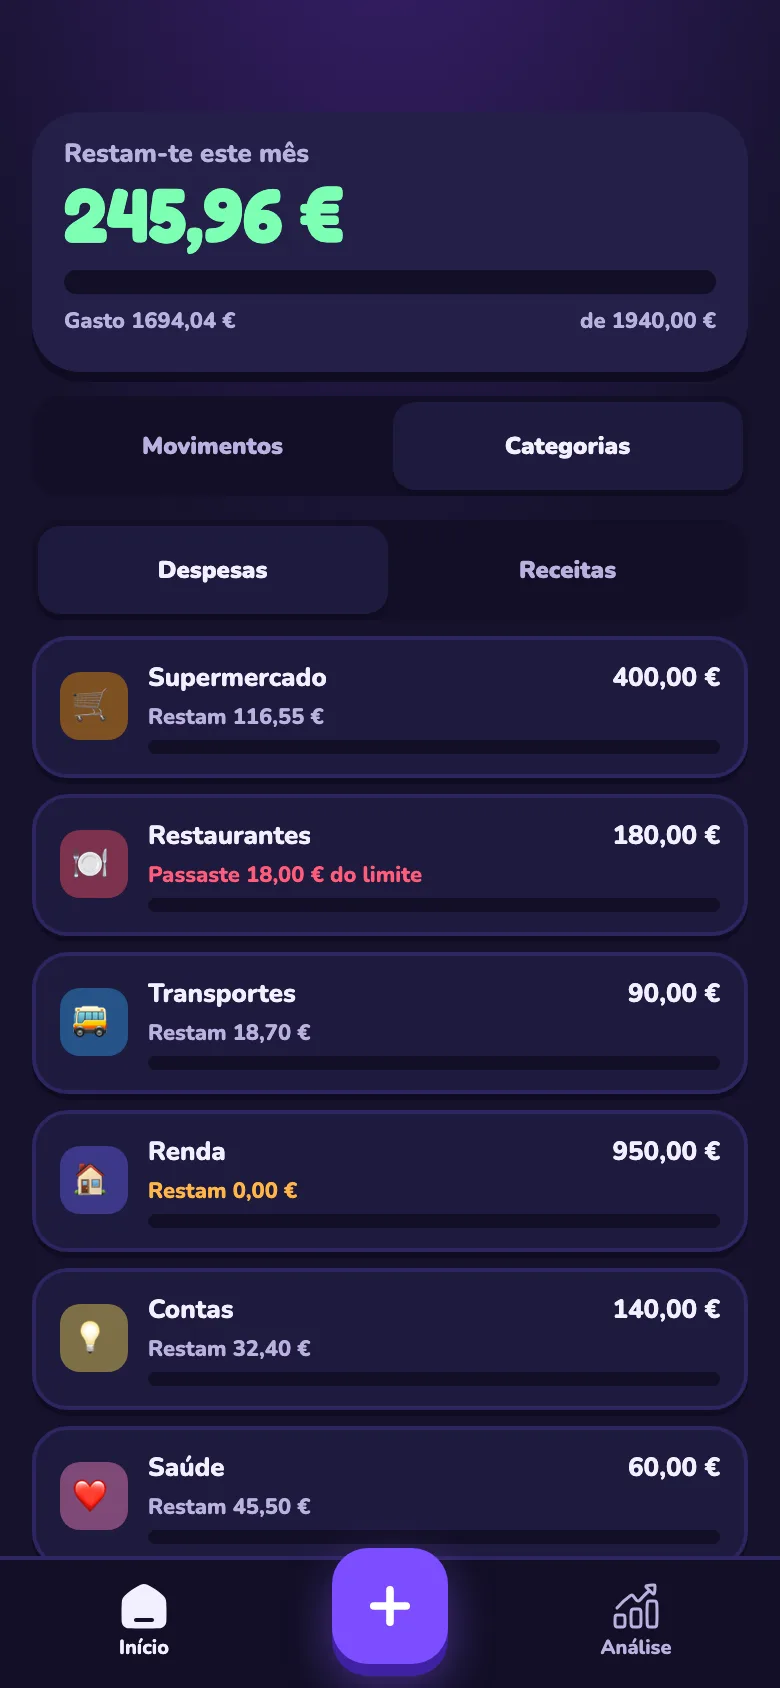 Restam-te este mês
245,96 €
Gasto 1694,04 €
de 1940,00 €
Movimentos
Categorias
Despesas
Receitas
Supermercado
400,00 €
Restam 116,55 €
Restaurantes
180,00 €
Passaste 18,00 € do limite
Transportes
90,00 €
Restam 18,70 €
Renda
950,00 €
Restam 0,00 €
Contas
140,00 €
Restam 32,40 €
Saúde
60,00 €
Restam 45,50 €
Início
Análise